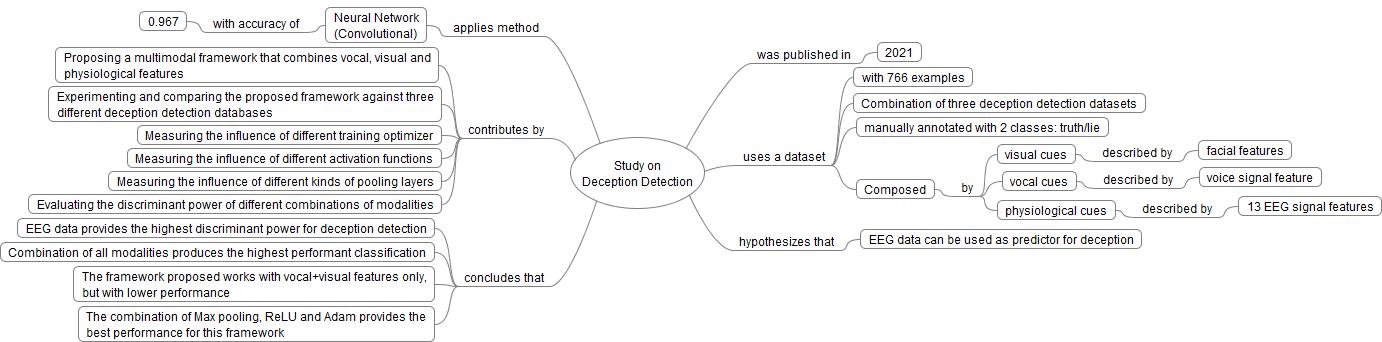 Study on
Deception Detection
applies method
Neural Network
(Convolutional)
with accuracy of
0.967
contributes by
Proposing a multimodal framework that combines vocal, visual and
physiological features
Experimenting and comparing the proposed framework against three
different deception detection databases
Measuring the influence of different training optimizer
Measuring the influence of different activation functions
Measuring the influence of different kinds of pooling layers
Evaluating the discriminant power of different combinations of modalities
concludes that
EEG data provides the highest discriminant power for deception detection
Combination of all modalities produces the highest performant classification
The framework proposed works with vocal+visual features only,
but with lower performance
The combination of Max pooling, ReLU and Adam provides the
best performance for this framework
was published in
2021
uses a dataset
with 766 examples
Combination of three deception detection datasets
manually annotated with 2 classes: truth/lie
Composed
by
visual cues
described by
facial features
vocal cues
described by
voice signal feature
physiological cues
described by
13 EEG signal features
hypothesizes that
EEG data can be used as predictor for deception